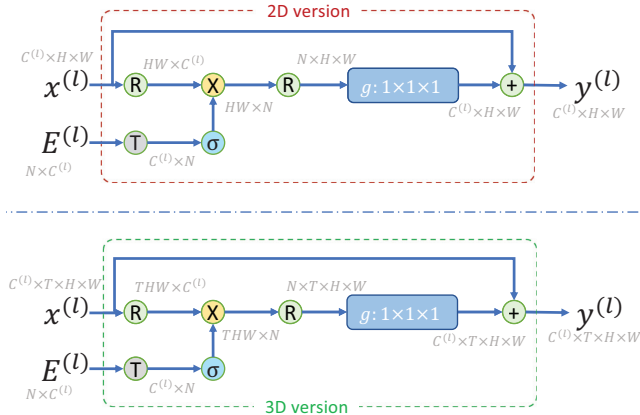 2D version
C^(l)×H×W
HW×C^(l)
N×H×W
x^(l)
R
X
R
g: 1×1×1
+
y^(l)
HW×N
C^(l)×H×W
C^(l)×H×W
E^(l)
T
σ
N×C^(l)
C^(l)×N
C^(l)×T×H×W
THW×C^(l)
N×T×H×W
x^(l)
R
X
R
g: 1×1×1
+
y^(l)
THW×N
C^(l)×T×H×W
C^(l)×T×H×W
E^(l)
T
σ
N×C^(l)
C^(l)×N
3D version